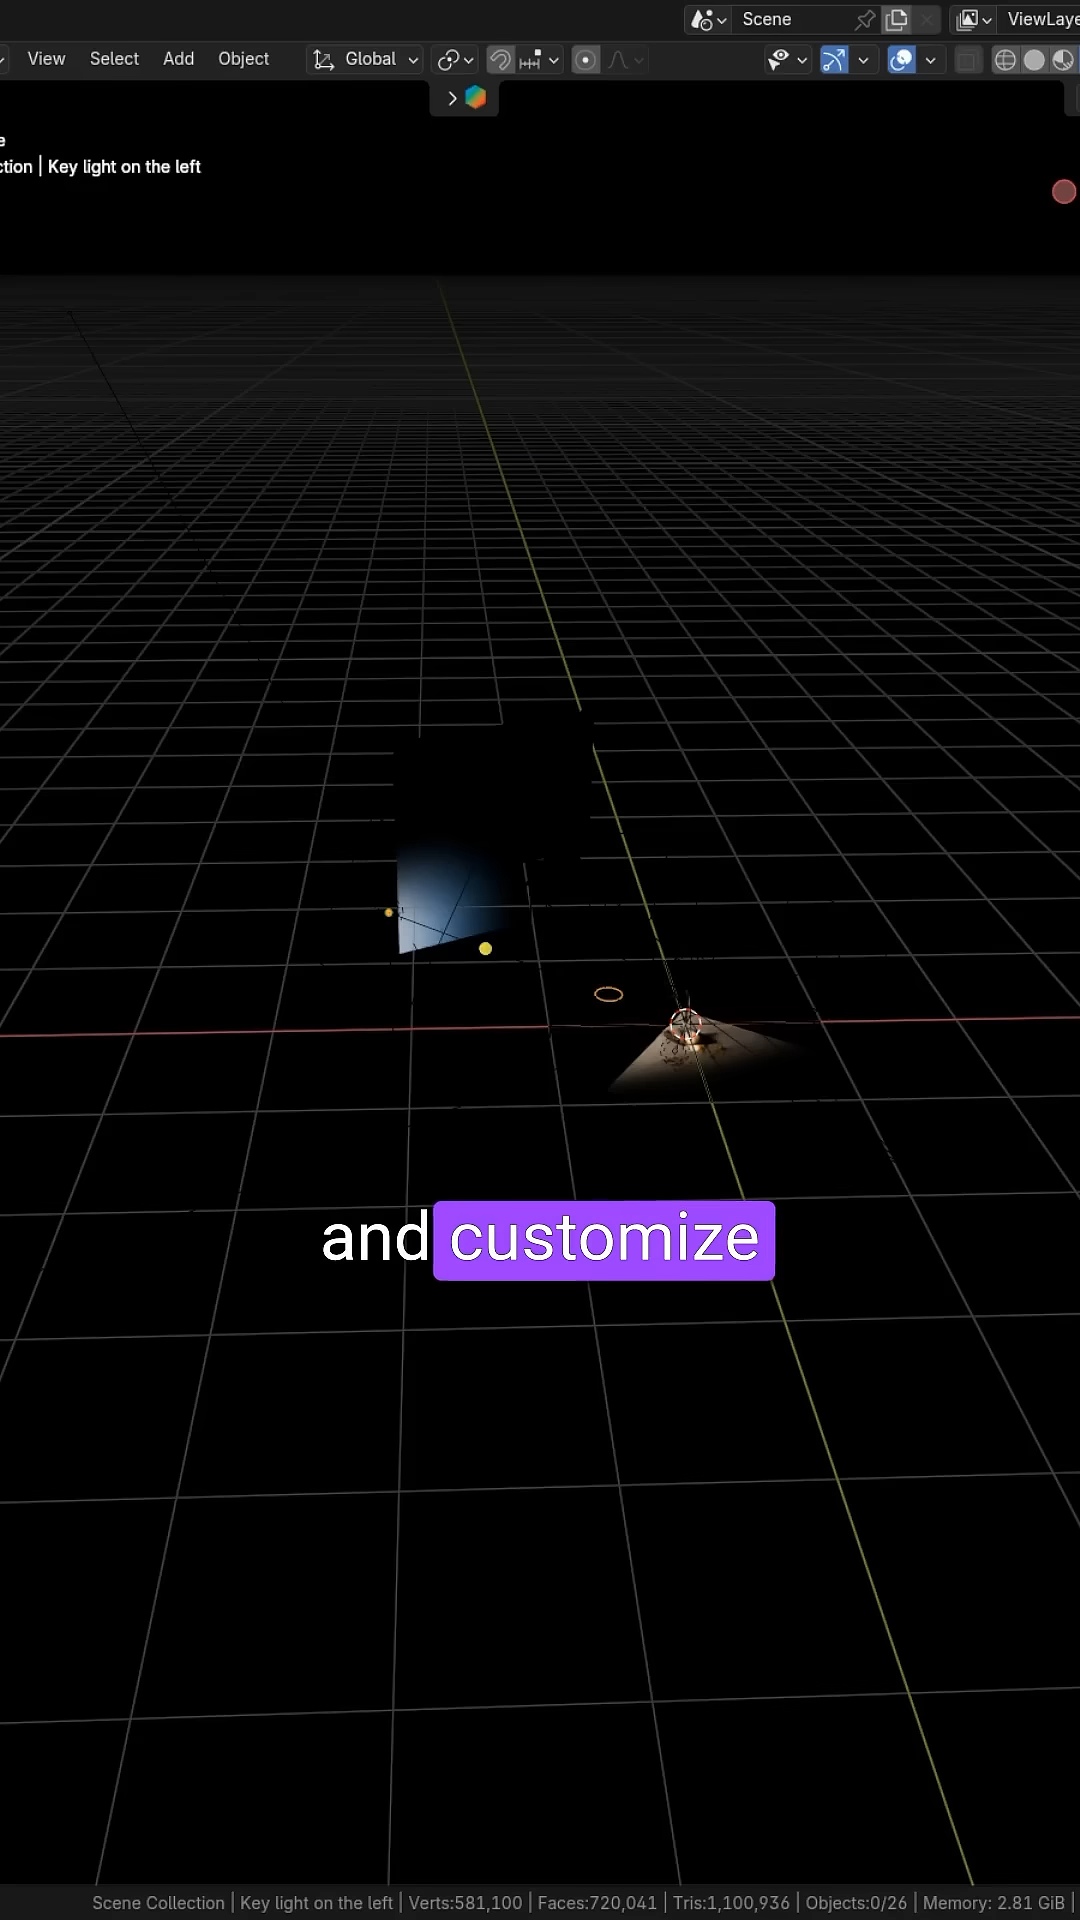 Scene
ViewLaye
View Select Add Object Global
e
ction | Key light on the left
and customize
Scene Collection | Key light on the left | Verts:581,100 | Faces:720,041 | Tris:1,100,936 | Objects:0/26 | Memory: 2.81 GiB |